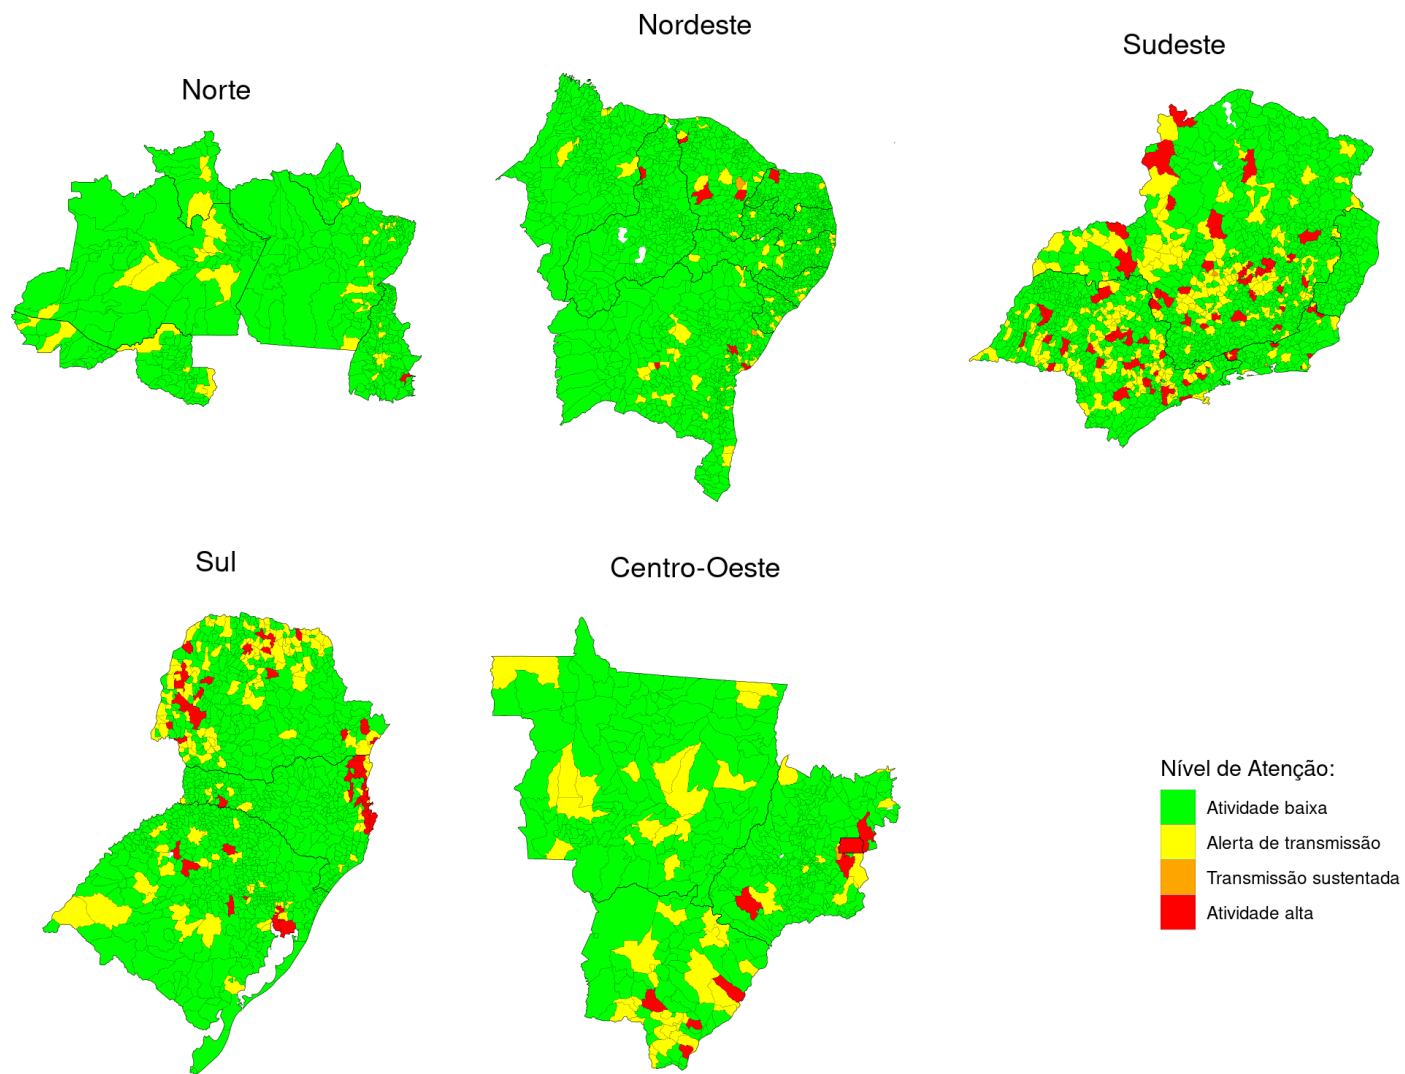 Norte
Nordeste
Sudeste
Sul
Centro-Oeste
Nível de Atenção:
Atividade baixa
Alerta de transmissão
Transmissão sustentada
Atividade alta